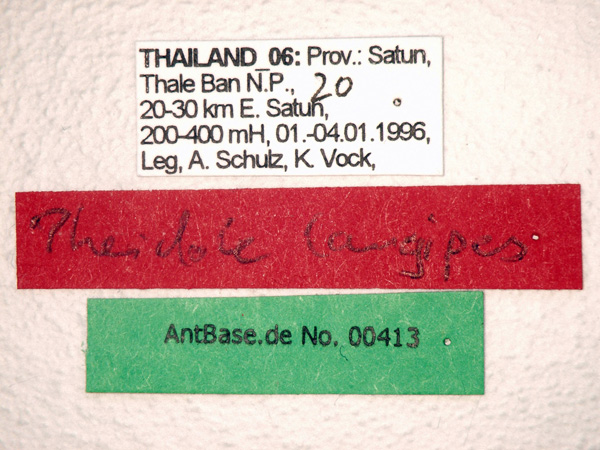 THAILAND_06: Prov.: Satun,
Thale Ban N.P., 20
20-30 km E. Satun,
200-400 mH, 01.-04.01.1996,
Leg, A. Schulz, K. Vock,
Pheidole longipes
AntBase.de No. 00413